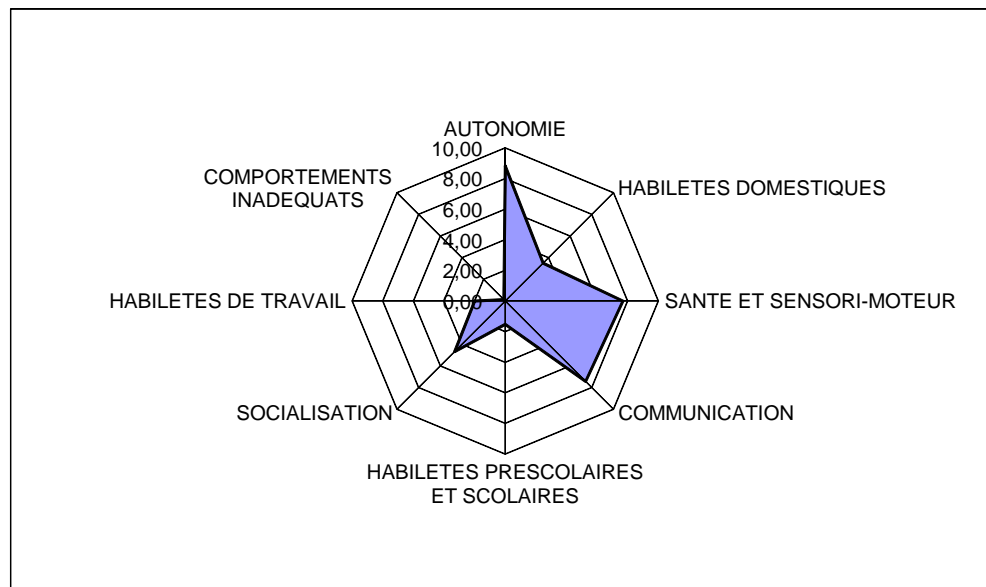 AUTONOMIE
10,00
COMPORTEMENTS
INADEQUATS
8,00
HABILETES DOMESTIQUES
6,00
4,00
2,00
HABILETES DE TRAVAIL
0,00
SANTE ET SENSORI-MOTEUR
SOCIALISATION
COMMUNICATION
HABILETES PRESCOLAIRES
ET SCOLAIRES